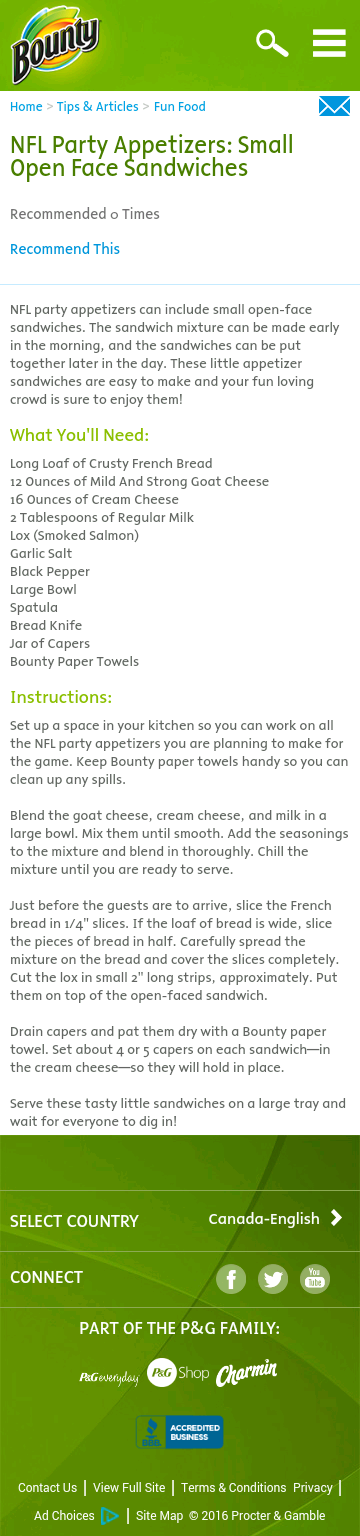 Bounty
Home > Tips & Articles > Fun Food
NFL Party Appetizers: Small
Open Face Sandwiches
Recommended 0 Times
Recommend This
NFL party appetizers can include small open-face
sandwiches. The sandwich mixture can be made early
in the morning, and the sandwiches can be put
together later in the day. These little appetizer
sandwiches are easy to make and your fun loving
crowd is sure to enjoy them!
What You'll Need:
Long Loaf of Crusty French Bread
12 Ounces of Mild And Strong Goat Cheese
16 Ounces of Cream Cheese
2 Tablespoons of Regular Milk
Lox (Smoked Salmon)
Garlic Salt
Black Pepper
Large Bowl
Spatula
Bread Knife
Jar of Capers
Bounty Paper Towels
Instructions:
Set up a space in your kitchen so you can work on all
the NFL party appetizers you are planning to make for
the game. Keep Bounty paper towels handy so you can
clean up any spills.
Blend the goat cheese, cream cheese, and milk in a
large bowl. Mix them until smooth. Add the seasonings
to the mixture and blend in thoroughly. Chill the
mixture until you are ready to serve.
Just before the guests are to arrive, slice the French
bread in 1/4" slices. If the loaf of bread is wide, slice
the pieces of bread in half. Carefully spread the
mixture on the bread and cover the slices completely.
Cut the lox in small 2" long strips, approximately. Put
them on top of the open-faced sandwich.
Drain capers and pat them dry with a Bounty paper
towel. Set about 4 or 5 capers on each sandwich—in
the cream cheese—so they will hold in place.
Serve these tasty little sandwiches on a large tray and
wait for everyone to dig in!
SELECT COUNTRY Canada-English
CONNECT f You Tube
PART OF THE P&G FAMILY:
P&G everyday P&G Shop Charmin
BBB ACCREDITED BUSINESS
Contact Us | View Full Site | Terms & Conditions Privacy |
Ad Choices | Site Map © 2016 Procter & Gamble